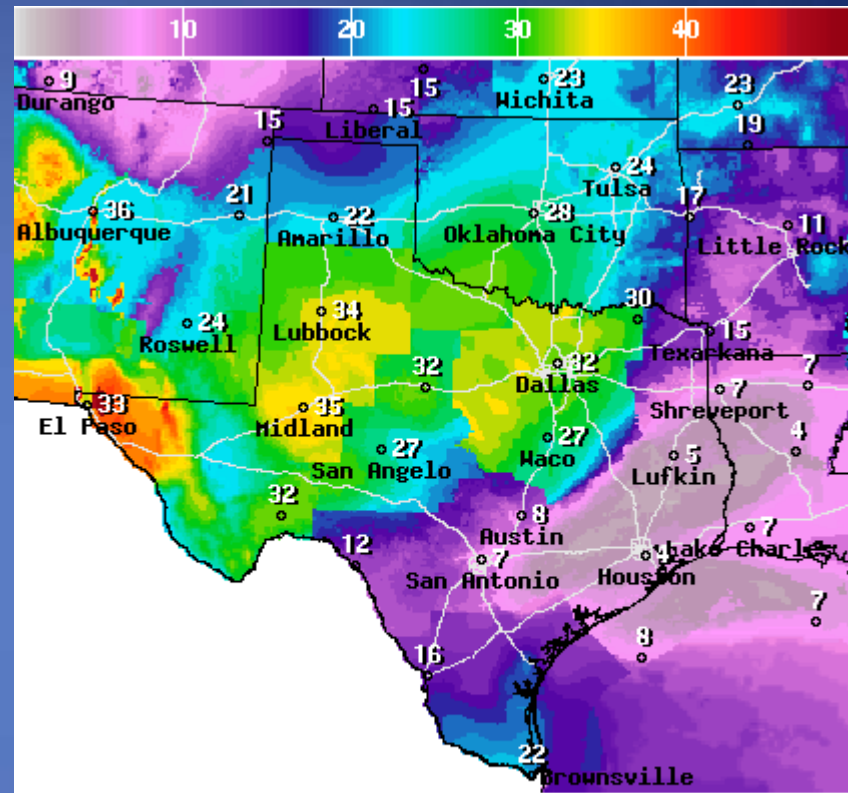 10 20 30 40
9
Durango
15
15
Liberal
23
Wichita
23
15
19
24
Tulsa
36
Albuquerque
21
22
Amarillo
28
Oklahoma City
17
11
Little Rock
24
Roswell
34
Lubbock
30
15
Texarkana
32
32
Dallas
7
Shreveport
7
33
El Paso
35
Midland
27
San Angelo
27
Waco
5
Lufkin
4
32
8
Austin
7
12
7
San Antonio
4
Houston
Lake Charles
7
8
16
22
Brownsville